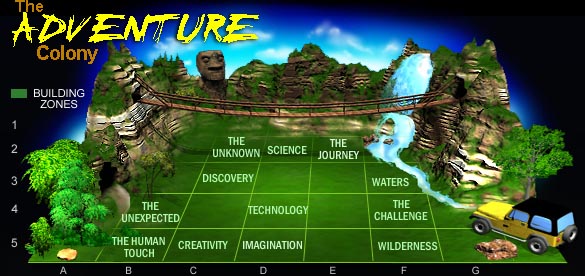 The
ADVENTURE
Colony
BUILDING
ZONES
1
2
THE
UNKNOWN
SCIENCE
THE
JOURNEY
3
DISCOVERY
WATERS
4
THE
UNEXPECTED
TECHNOLOGY
THE
CHALLENGE
5
THE HUMAN
TOUCH
CREATIVITY
IMAGINATION
WILDERNESS
A
B
C
D
E
F
G